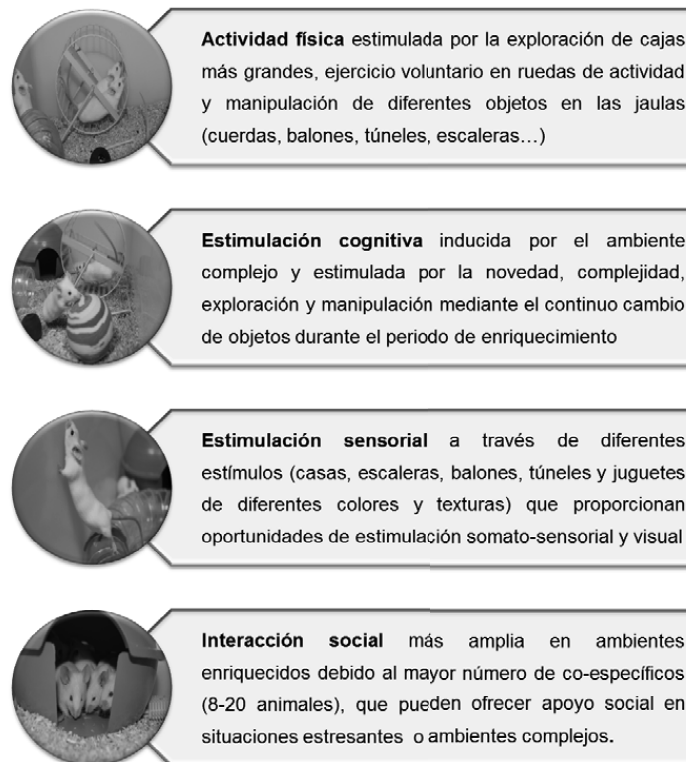 Actividad física estimulada por la exploración de cajas
más grandes, ejercicio voluntario en ruedas de actividad
y manipulación de diferentes objetos en las jaulas
(cuerdas, balones, túneles, escaleras…)
Estimulación cognitiva inducida por el ambiente
complejo y estimulada por la novedad, complejidad,
exploración y manipulación mediante el continuo cambio
de objetos durante el periodo de enriquecimiento
Estimulación sensorial a través de diferentes
estímulos (casas, escaleras, balones, túneles y juguetes
de diferentes colores y texturas) que proporcionan
oportunidades de estimulación somato-sensorial y visual
Interacción social más amplia en ambientes
enriquecidos debido al mayor número de co-específicos
(8-20 animales), que pueden ofrecer apoyo social en
situaciones estresantes o ambientes complejos.